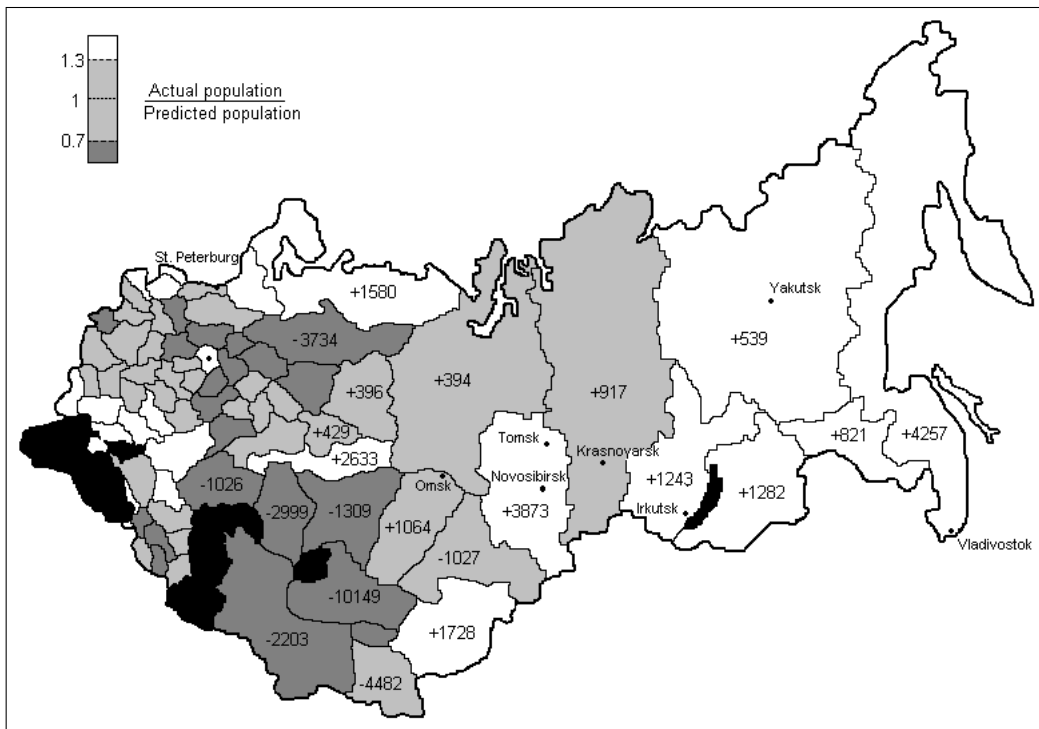 1.3
1
0.7
Actual population
Predicted population
St. Peterburg
+1580
Yakutsk
-3734
+539
+396
+394
+917
+429
+821
+4257
Tomsk
+2633
Krasnoyarsk
-1026
Omsk
Novosibirsk
+1243
+1282
-2999
-1309
+1064
+3873
Irkutsk
Vladivostok
-1027
-10149
-2203
+1728
-4482